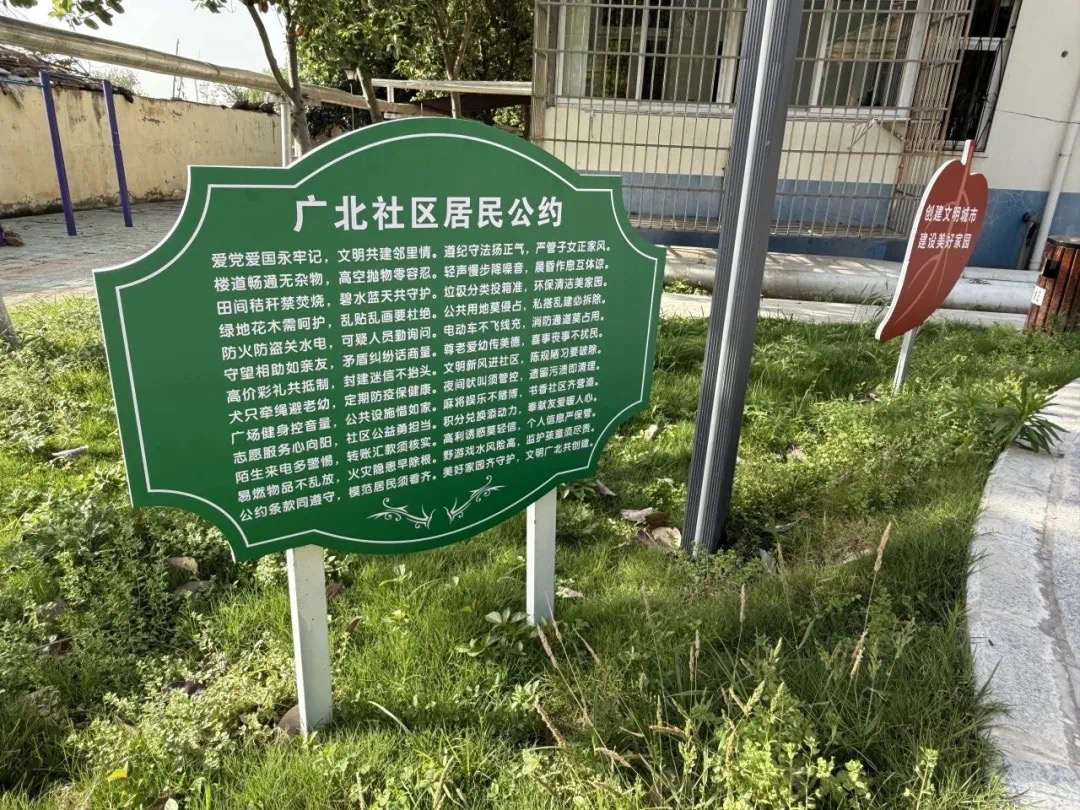 广北社区居民公约
爱党爱国永牢记，文明共建邻里情。遵纪守法扬正气，严管子女正家风。
楼道畅通无杂物，高空抛物零容忍。轻声慢步降噪音，晨昏作息互体谅。
田间秸秆禁焚烧，碧水蓝天共守护。垃圾分类投箱准，环保清洁美家园。
绿地花木需呵护，乱贴乱画要杜绝。公共用地莫侵占，私搭乱建必拆除。
防火防盗关水电，可疑人员勤询问。电动车不飞线充，消防通道莫占用。
守望相助如亲友，矛盾纠纷话商量。尊老爱幼传美德，喜事丧事不扰民。
高价彩礼共抵制，封建迷信不抬头。文明新风进社区，陈规陋习要破除。
犬只牵绳避老幼，定期防疫保健康。夜间吠叫须管控，遗留污渍即清理。
广场健身控音量，公共设施惜如家。麻将娱乐不赌博，书香社区齐营造。
志愿服务心向阳，社区公益勇担当。积分兑换添动力，奉献友爱暖人心。
陌生来电多警惕，转账汇款须核实。高利诱惑莫轻信，个人信息严保管。
易燃物品不乱放，火灾隐患早除根。野游戏水风险高，监护孩童须尽责。
公约条款同遵守，模范居民须看齐。美好家园齐守护，文明广北共创建。
创建文明城市
建设美好家园